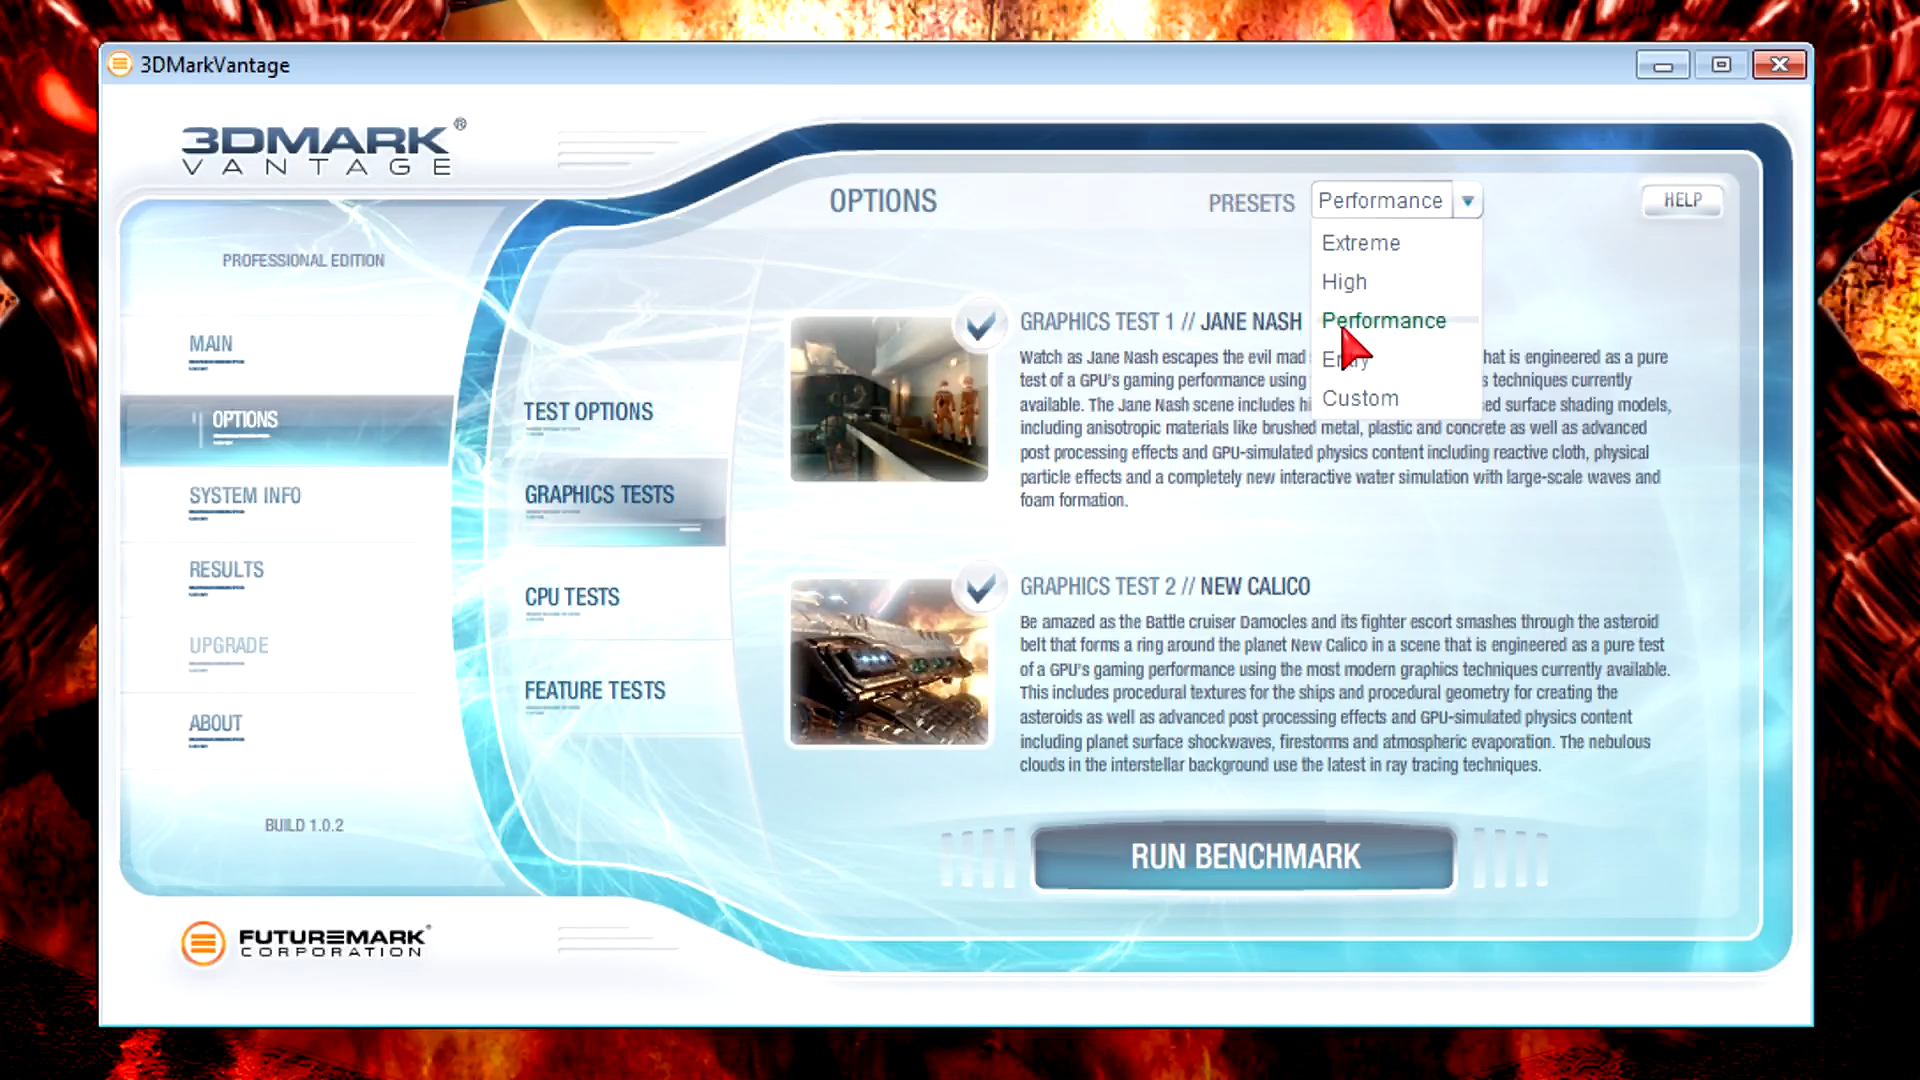 3DMarkVantage
3DMARK®
VANTAGE
OPTIONS
PRESETS
Performance
HELP
Extreme
High
Performance
Custom
PROFESSIONAL EDITION
MAIN
OPTIONS
SYSTEM INFO
RESULTS
UPGRADE
ABOUT
BUILD 1.0.2
TEST OPTIONS
GRAPHICS TESTS
CPU TESTS
FEATURE TESTS
GRAPHICS TEST 1 // JANE NASH
Watch as Jane Nash escapes the evil mad hat is engineered as a pure
test of a GPU's gaming performance using s techniques currently
available. The Jane Nash scene includes hi ed surface shading models,
including anisotropic materials like brushed metal, plastic and concrete as well as advanced
post processing effects and GPU-simulated physics content including reactive cloth, physical
particle effects and a completely new interactive water simulation with large-scale waves and
foam formation.
GRAPHICS TEST 2 // NEW CALICO
Be amazed as the Battle cruiser Damocles and its fighter escort smashes through the asteroid
belt that forms a ring around the planet New Calico in a scene that is engineered as a pure test
of a GPU's gaming performance using the most modern graphics techniques currently available.
This includes procedural textures for the ships and procedural geometry for creating the
asteroids as well as advanced post processing effects and GPU-simulated physics content
including planet surface shockwaves, firestorms and atmospheric evaporation. The nebulous
clouds in the interstellar background use the latest in ray tracing techniques.
RUN BENCHMARK
FUTUREMARK®
CORPORATION